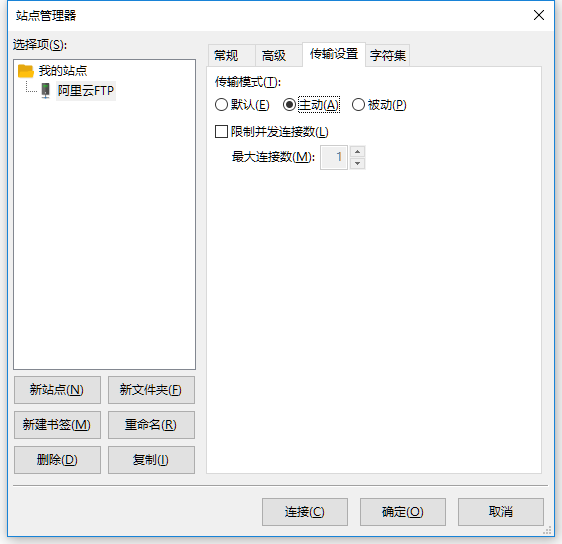 站点管理器
选择项(S):
我的站点
阿里云FTP
新站点(N)
新文件夹(F)
新建书签(M)
重命名(R)
删除(D)
复制(I)
常规
高级
传输设置
字符集
传输模式(T):
默认(E)
主动(A)
被动(P)
限制并发连接数(L)
最大连接数(M):
1
连接(C)
确定(O)
取消